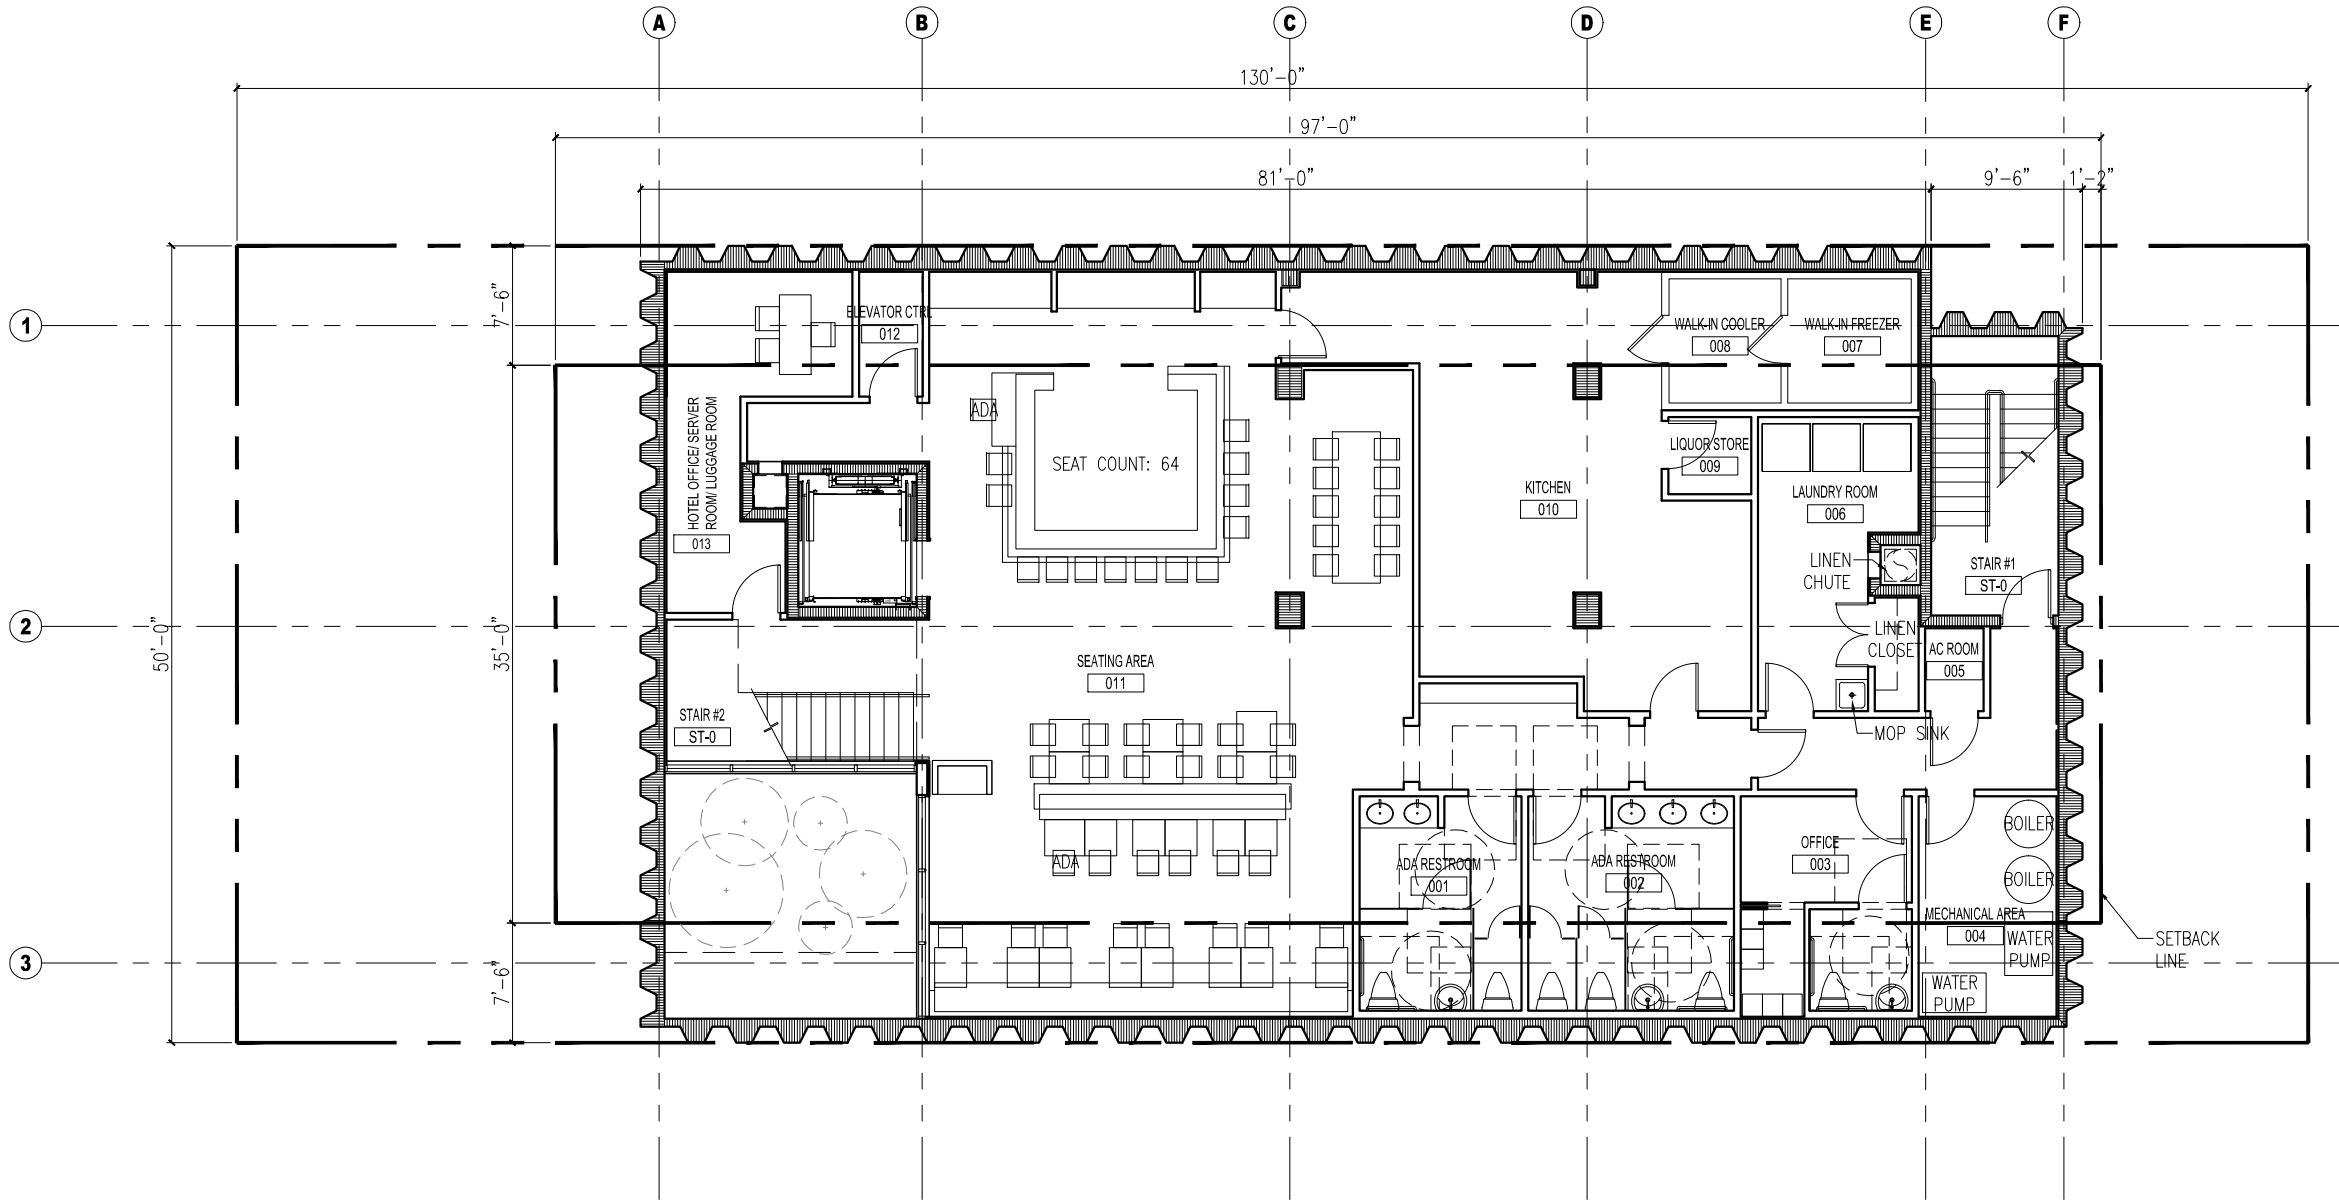 A
B
C
D
E
F
130'-0"
97'-0"
81'-0"
9'-6"
1'-2"
1
2
3
50'-0"
7'-6"
35'-0"
7'-6"
ELEVATOR CTRL
012
WALK-IN COOLER
008
WALK-IN FREEZER
007
HOTEL OFFICE/ SERVER
ROOM/ LUGGAGE ROOM
013
ADA
SEAT COUNT: 64
LIQUOR STORE
009
KITCHEN
010
LAUNDRY ROOM
006
LINEN
CHUTE
STAIR #1
ST-0
LINEN
CLOSET
AC ROOM
005
SEATING AREA
011
STAIR #2
ST-0
MOP SINK
ADA
ADA RESTROOM
001
ADA RESTROOM
002
OFFICE
003
BOILER
BOILER
MECHANICAL AREA
004
WATER
PUMP
WATER
PUMP
SETBACK
LINE